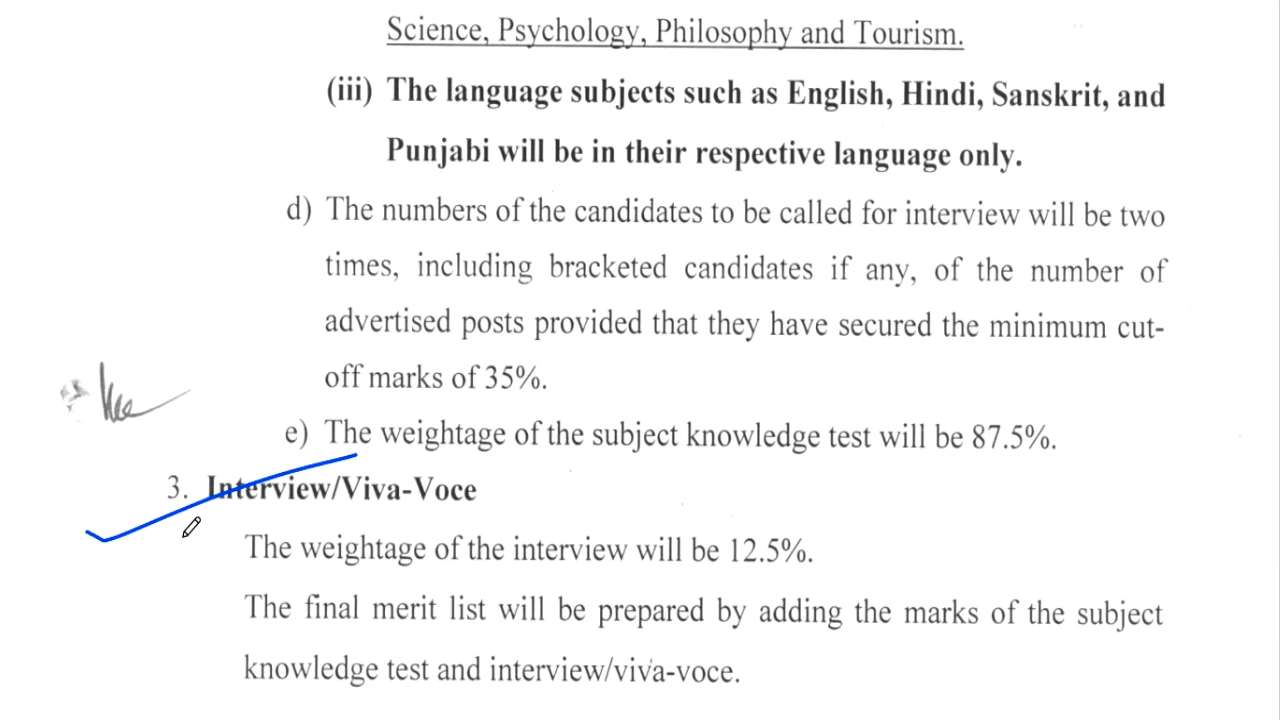 Science, Psychology, Philosophy and Tourism.
(iii) The language subjects such as English, Hindi, Sanskrit, and
Punjabi will be in their respective language only.
d) The numbers of the candidates to be called for interview will be two
times, including bracketed candidates if any, of the number of
advertised posts provided that they have secured the minimum cut-
off marks of 35%.
e) The weightage of the subject knowledge test will be 87.5%.
3. Interview/Viva-Voce
The weightage of the interview will be 12.5%.
The final merit list will be prepared by adding the marks of the subject
knowledge test and interview/viva-voce.